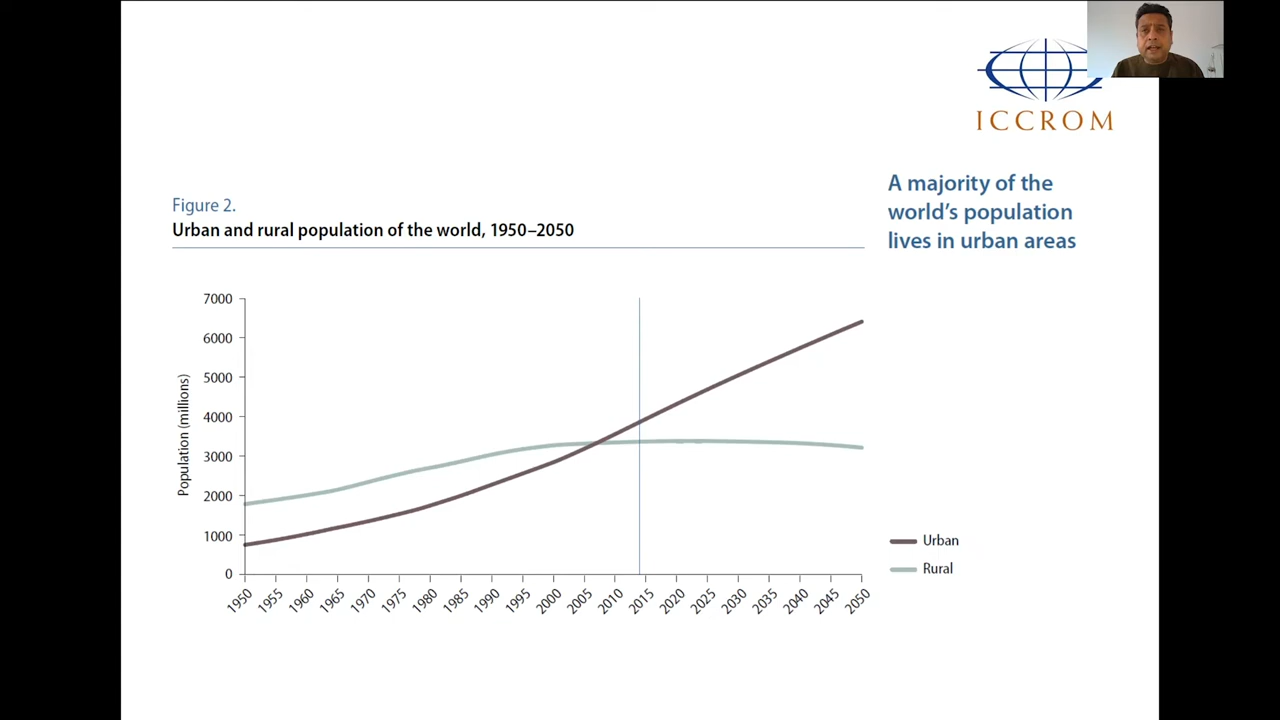 ICCROM
A majority of the
world's population
lives in urban areas
Figure 2.
Urban and rural population of the world, 1950–2050
Population (millions)
7000
6000
5000
4000
3000
2000
1000
0
1950 1955 1960 1965 1970 1975 1980 1985 1990 1995 2000 2005 2010 2015 2020 2025 2030 2035 2040 2045 2050
Urban
Rural